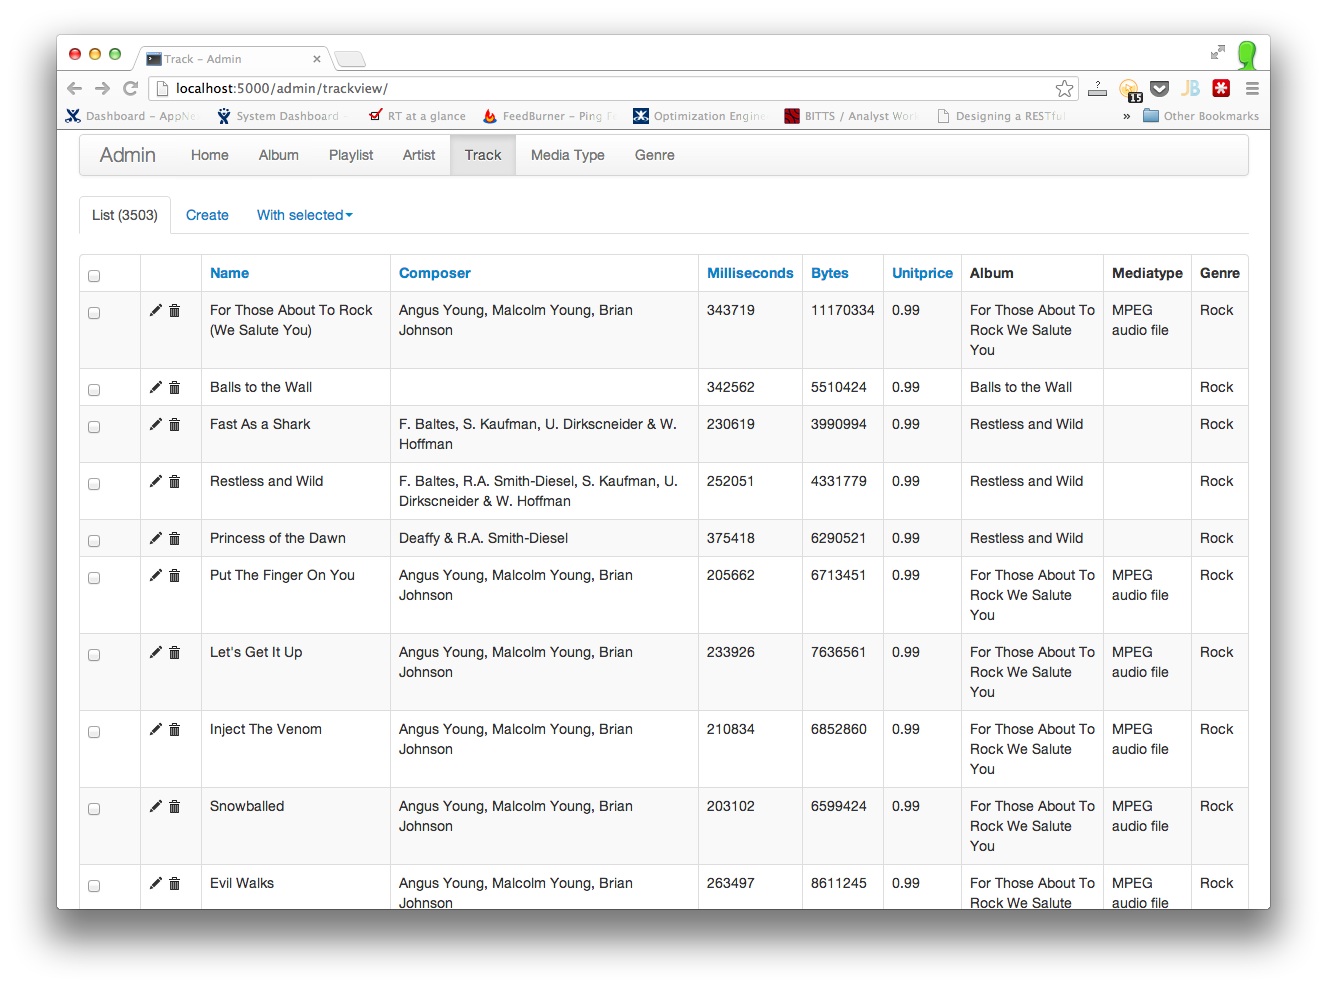 Track - Admin
localhost:5000/admin/trackview/
?
15
JB
Dashboard - AppNe
System Dashboard
RT at a glance
FeedBurner - Ping F
Optimization Engine
BITTS / Analyst Work
Designing a RESTful
»
Other Bookmarks
Admin Home Album Playlist Artist Track Media Type Genre
List (3503) Create With selected
Name Composer Milliseconds Bytes Unitprice Album Mediatype Genre
For Those About To Rock Angus Young, Malcolm Young, Brian 343719 11170334 0.99 For Those About To MPEG Rock
(We Salute You) Johnson Rock We Salute audio file
You
Balls to the Wall 342562 5510424 0.99 Balls to the Wall Rock
Fast As a Shark F. Baltes, S. Kaufman, U. Dirkscneider & W. 230619 3990994 0.99 Restless and Wild Rock
Hoffman
Restless and Wild F. Baltes, R.A. Smith-Diesel, S. Kaufman, U. 252051 4331779 0.99 Restless and Wild Rock
Dirkscneider & W. Hoffman
Princess of the Dawn Deaffy & R.A. Smith-Diesel 375418 6290521 0.99 Restless and Wild Rock
Put The Finger On You Angus Young, Malcolm Young, Brian 205662 6713451 0.99 For Those About To MPEG Rock
Johnson Rock We Salute audio file
You
Let's Get It Up Angus Young, Malcolm Young, Brian 233926 7636561 0.99 For Those About To MPEG Rock
Johnson Rock We Salute audio file
You
Inject The Venom Angus Young, Malcolm Young, Brian 210834 6852860 0.99 For Those About To MPEG Rock
Johnson Rock We Salute audio file
You
Snowballed Angus Young, Malcolm Young, Brian 203102 6599424 0.99 For Those About To MPEG Rock
Johnson Rock We Salute audio file
You
Evil Walks Angus Young, Malcolm Young, Brian 263497 8611245 0.99 For Those About To MPEG Rock
Johnson Rock We Salute audio file